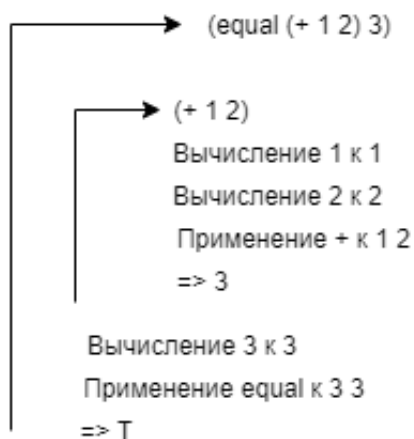 (equal (+ 1 2) 3)
(+ 1 2)
Вычисление 1 к 1
Вычисление 2 к 2
Применение + к 1 2
=> 3
Вычисление 3 к 3
Применение equal к 3 3
=> T